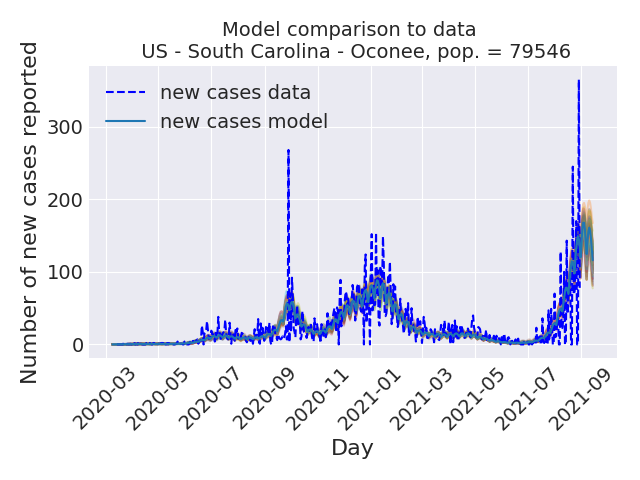 Model comparison to data
US - South Carolina - Oconee, pop. = 79546
Number of new cases reported
new cases data
new cases model
300
200
100
0
2020-03
2020-05
2020-07
2020-09
2020-11
2021-01
2021-03
2021-05
2021-07
2021-09
Day